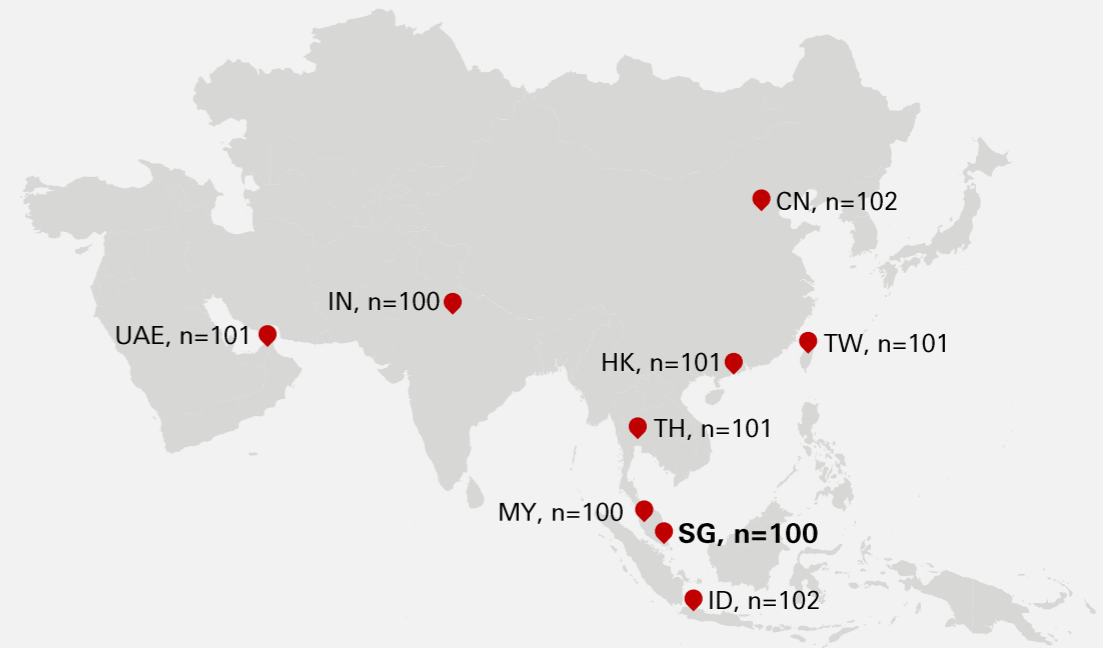 CN, n=102
IN, n=100
UAE, n=101
TW, n=101
HK, n=101
TH, n=101
MY, n=100
SG, n=100
ID, n=102